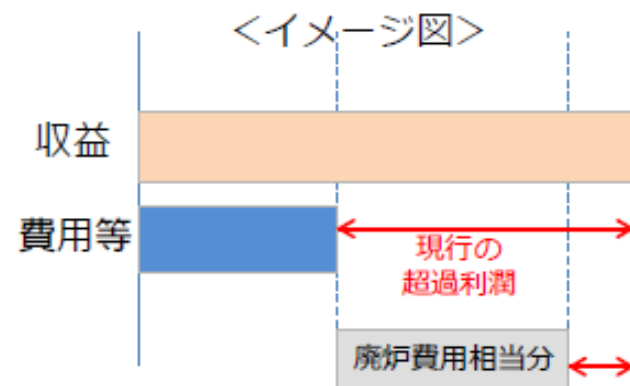 ＜イメージ図＞
収益
費用等
現行の
超過利潤
廃炉費用相当分